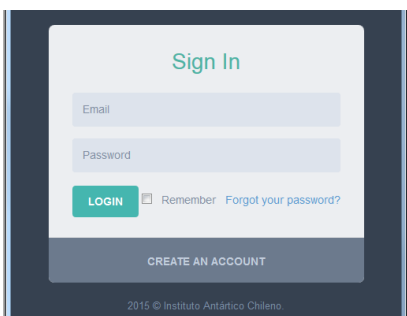 Sign In
Email
Password
LOGIN Remember Forgot your password?
CREATE AN ACCOUNT
2015 © Instituto Antártico Chileno.